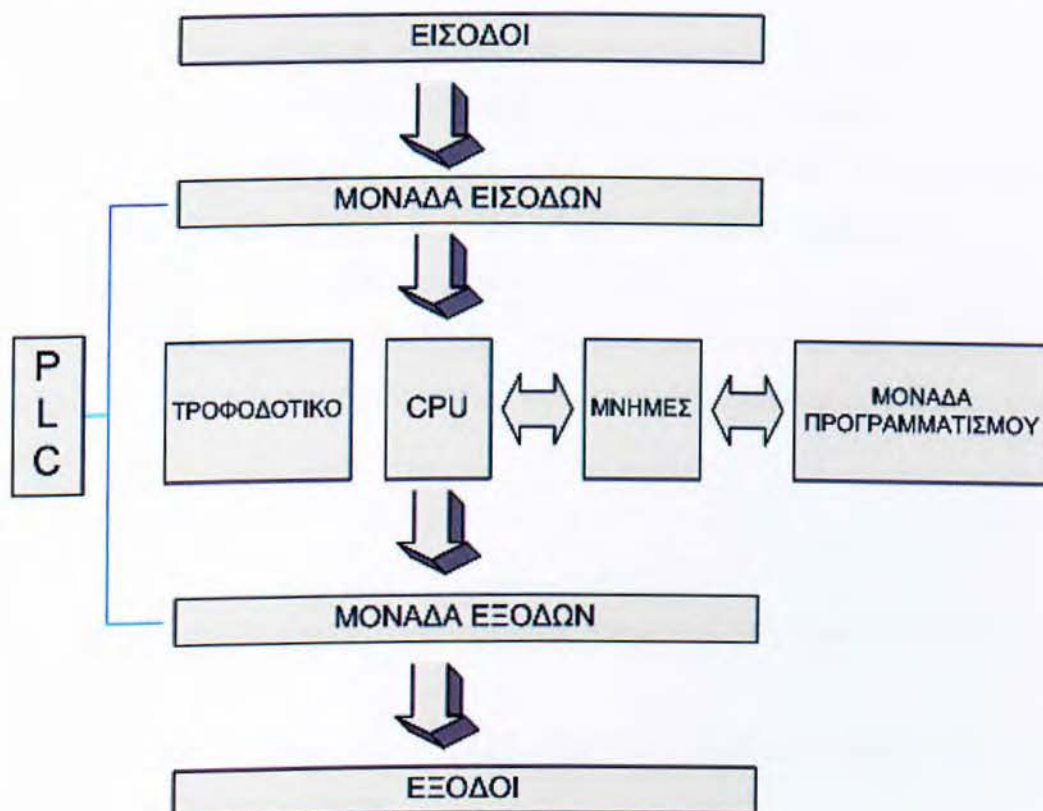 ΕΙΣΟΔΟΙ
ΜΟΝΑΔΑ ΕΙΣΟΔΩΝ
P
L
C
ΤΡΟΦΟΔΟΤΙΚΟ
CPU
ΜΝΗΜΕΣ
ΜΟΝΑΔΑ
ΠΡΟΓΡΑΜΜΑΤΙΣΜΟΥ
ΜΟΝΑΔΑ ΕΞΟΔΩΝ
ΕΞΟΔΟΙ